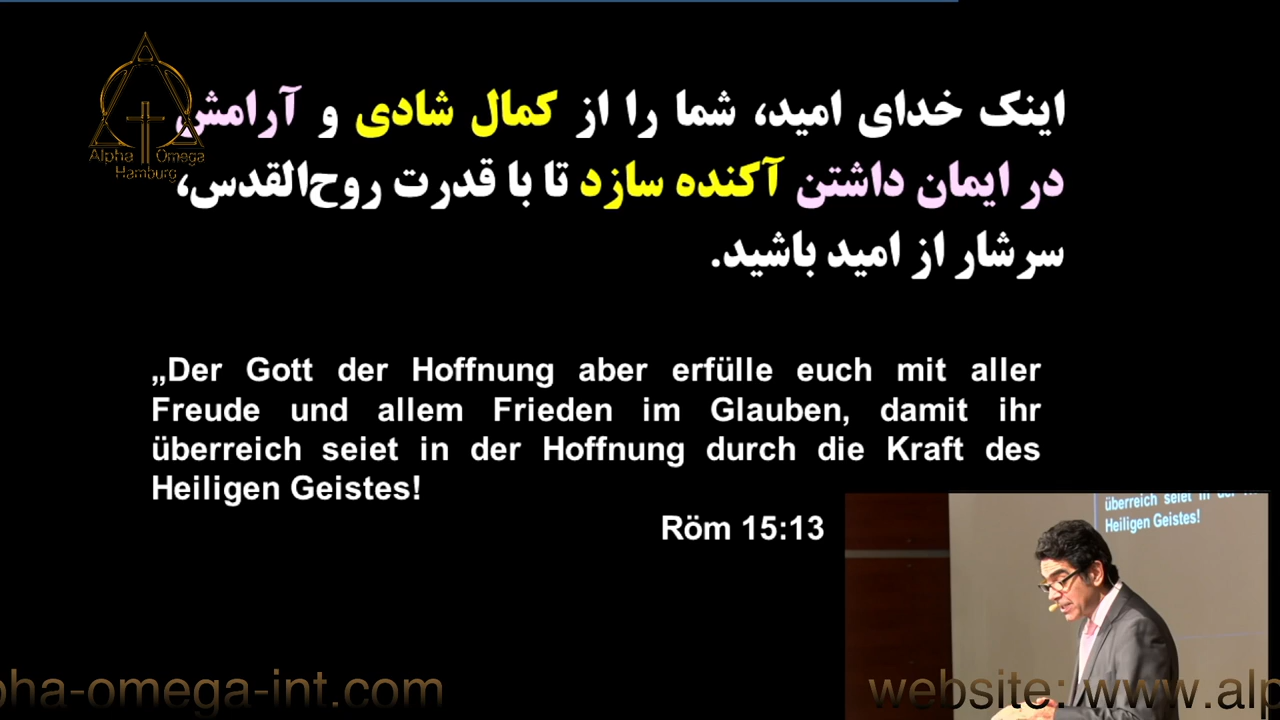 Alpha Omega
Hamburg
اینک خدای امید، شما را از کمال شادی و آرامش
در ایمان داشتن آکنده سازد تا با قدرت روح‌القدس،
سرشار از امید باشید.
„Der Gott der Hoffnung aber erfülle euch mit aller
Freude und allem Frieden im Glauben, damit ihr
überreich seiet in der Hoffnung durch die Kraft des
Heiligen Geistes!
Röm 15:13
überreich seiet in der
Heiligen Geistes!
pha-omega-int.com website: www.alp